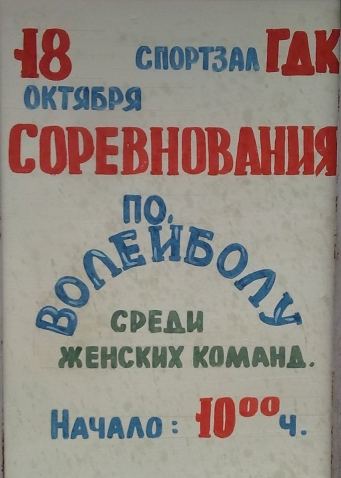 18 СПОРТЗАЛ ГДК
ОКТЯБРЯ
СОРЕВНОВАНИЯ
ПО
ВОЛЕЙБОЛУ
СРЕДИ
ЖЕНСКИХ КОМАНД.
НАЧАЛО: 10⁰⁰ Ч.